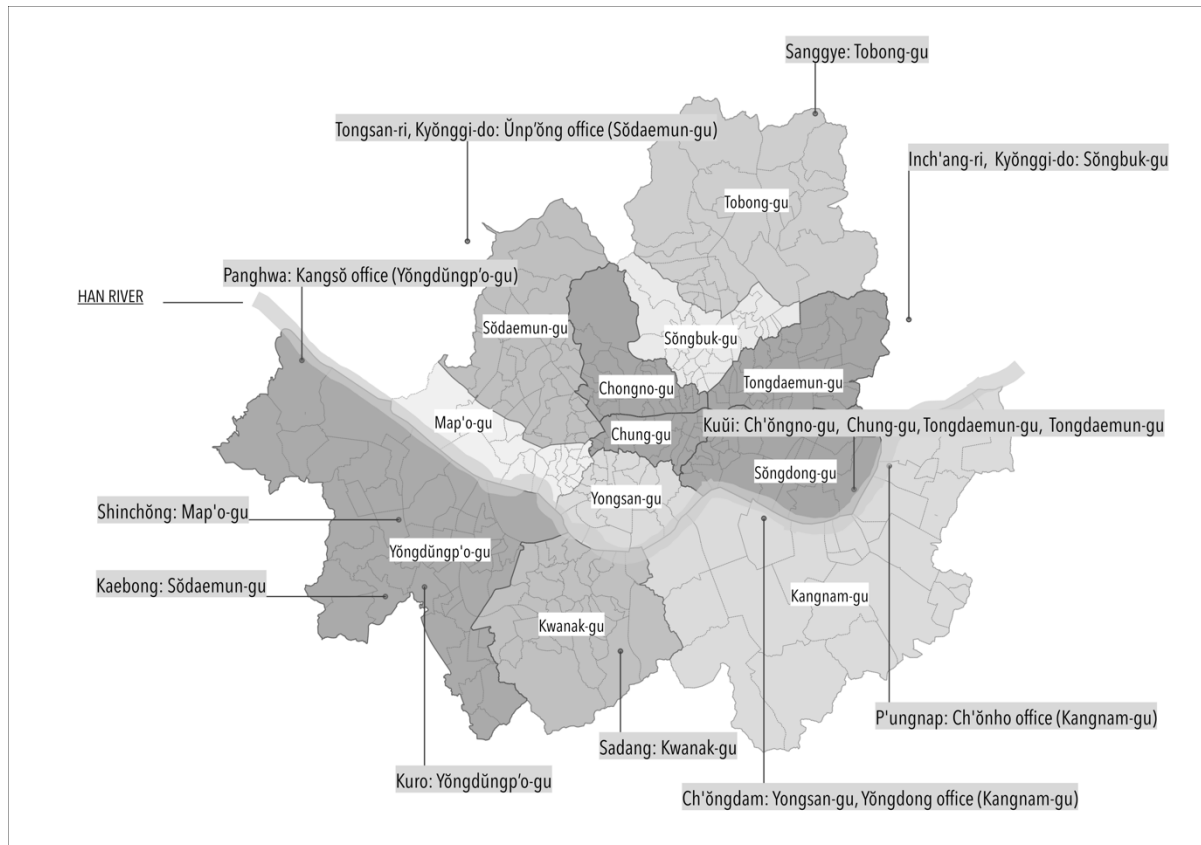 Sanggye: Tobong-gu
Tongsan-ri, Kyŏnggi-do: Ŭnp'ŏng office (Sŏdaemun-gu)
Inch'ang-ri, Kyŏnggi-do: Sŏngbuk-gu
Tobong-gu
Panghwa: Kangsŏ office (Yŏngdŭngp'o-gu)
HAN RIVER
Sŏdaemun-gu
Sŏngbuk-gu
Chongno-gu
Tongdaemun-gu
Map'o-gu
Chung-gu
Kuŭi: Ch'ŏngno-gu, Chung-gu, Tongdaemun-gu, Tongdaemun-gu
Sŏngdong-gu
Yongsan-gu
Shinchŏng: Map'o-gu
Yŏngdŭngp'o-gu
Kaebong: Sŏdaemun-gu
Kangnam-gu
Kwanak-gu
P'ungnap: Ch'ŏnho office (Kangnam-gu)
Sadang: Kwanak-gu
Kuro: Yŏngdŭngp'o-gu
Ch'ŏngdam: Yongsan-gu, Yŏngdong office (Kangnam-gu)